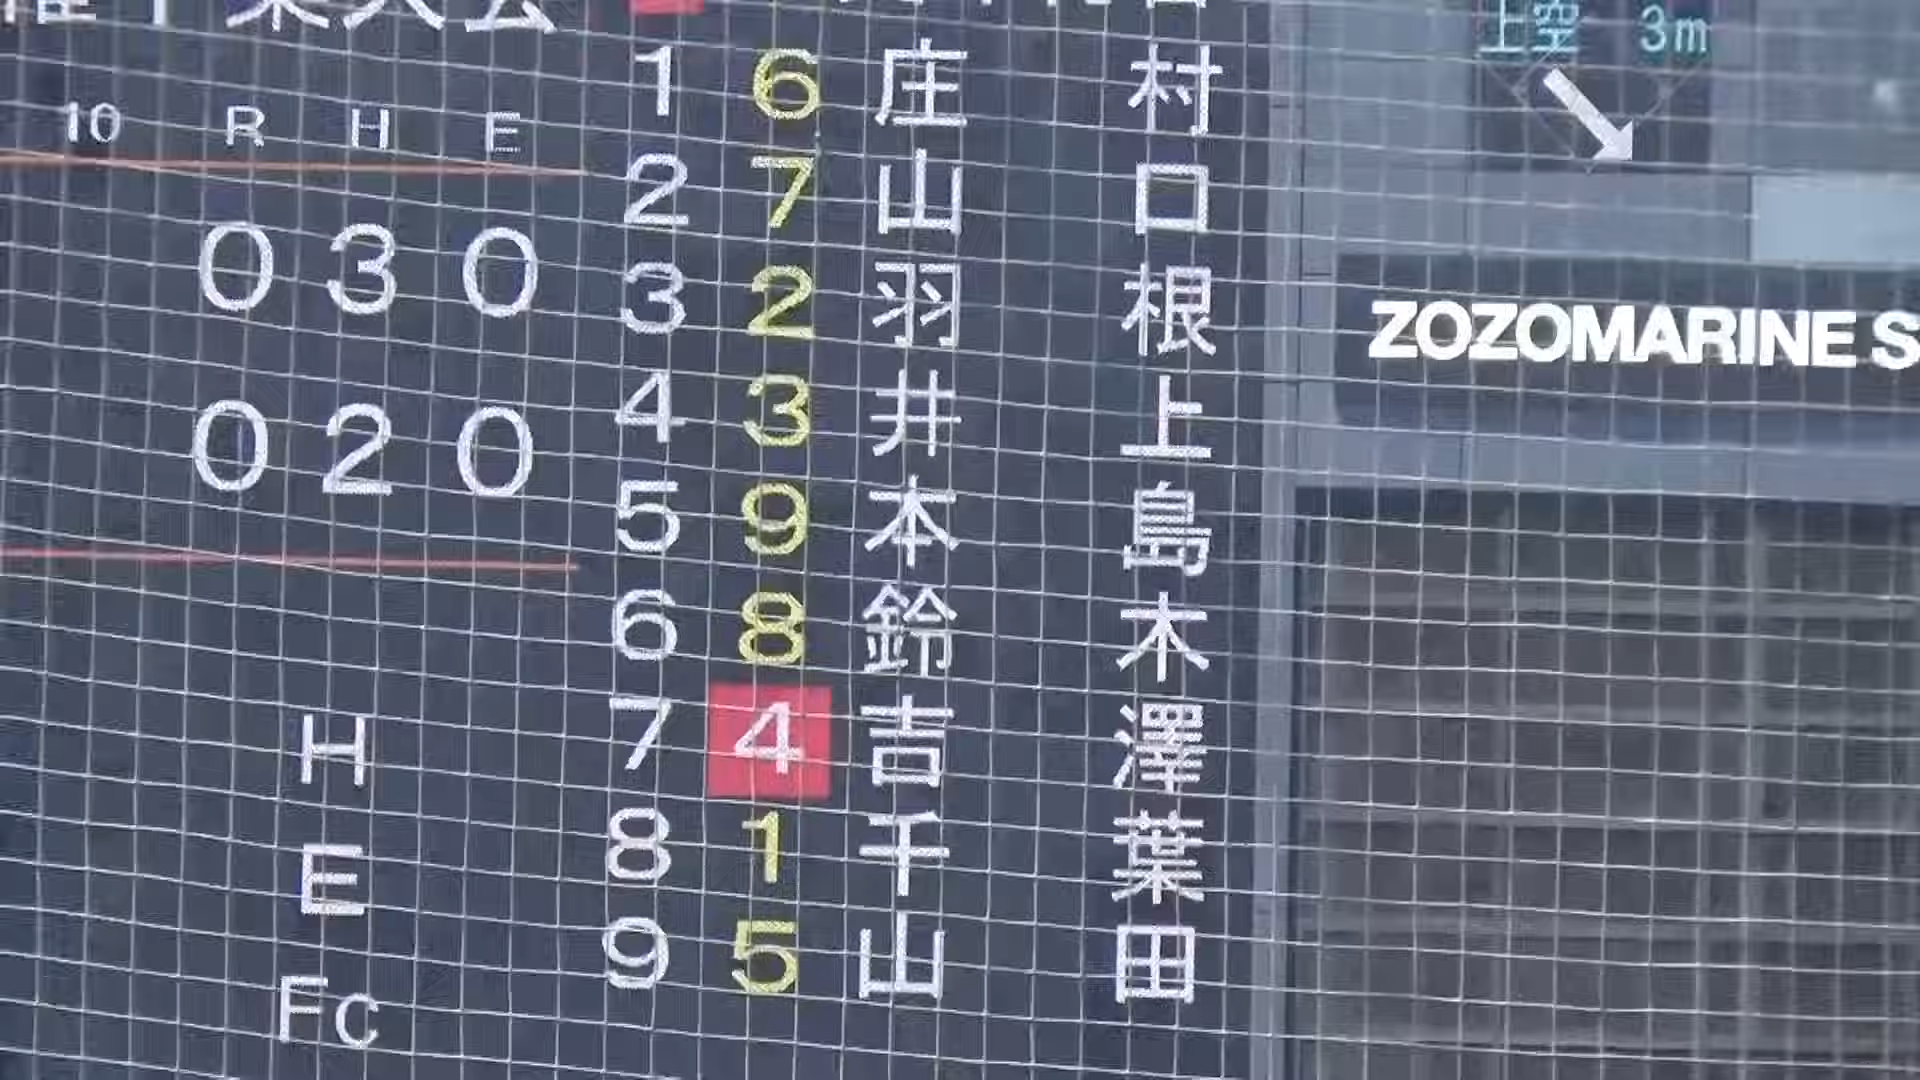 大会
上空 3m
10 R H E
0 3 0
0 2 0
H
E
Fc
1 6 庄 村
2 7 山 口
3 2 羽 根
4 3 井 上
5 9 本 島
6 8 鈴 木
7 4 吉 澤
8 1 千 葉
9 5 山 田
ZOZOMARINE S